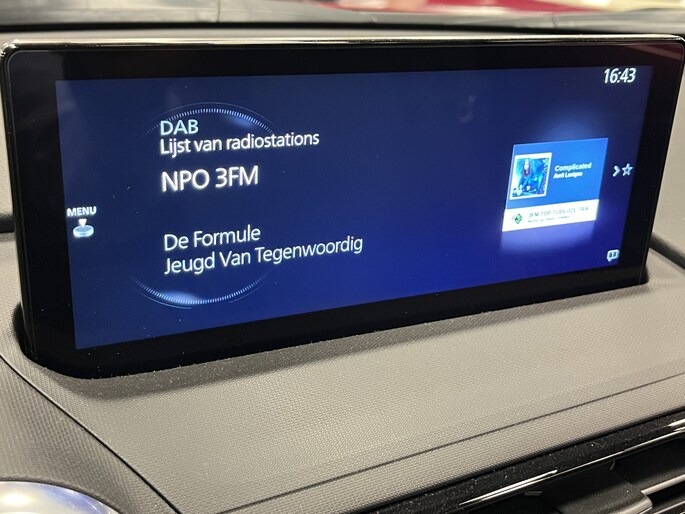 16:43
DAB
Lijst van radiostations
NPO 3FM
MENU
De Formule
Jeugd Van Tegenwoordig
Complicated
Avril Lavigne